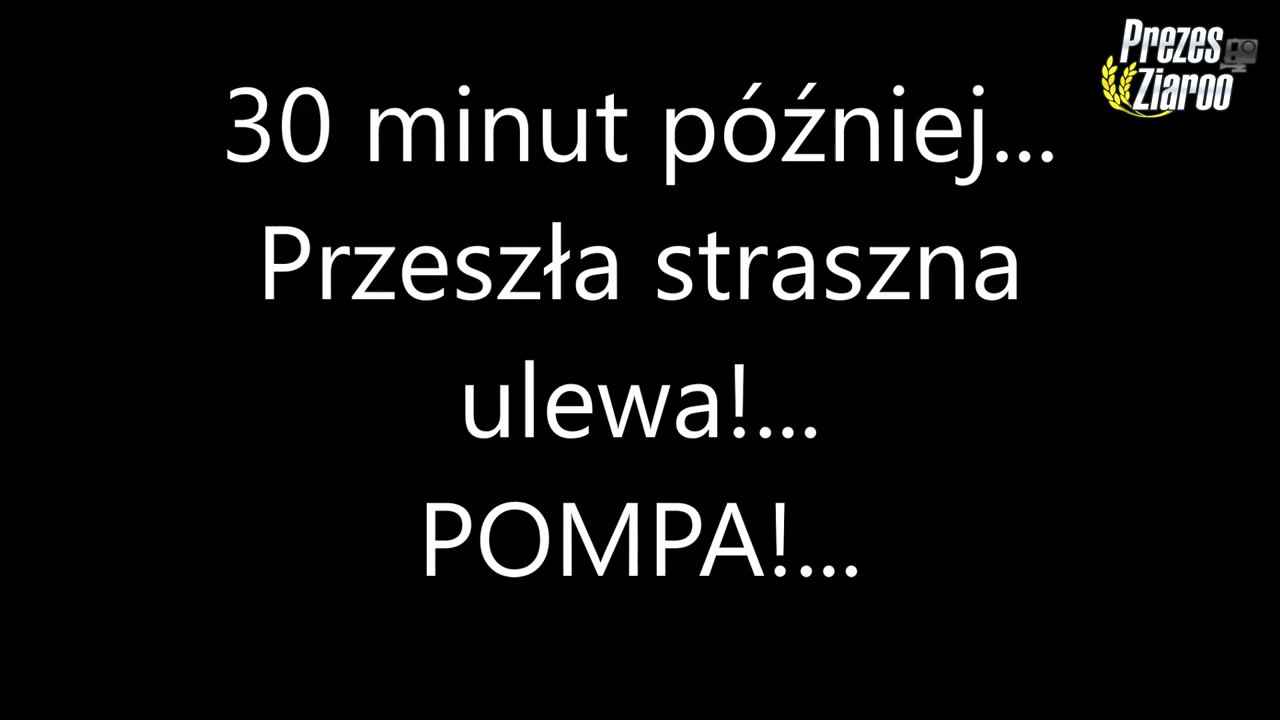 Prezes
Ziaroo
30 minut później...
Przeszła straszna
ulewa!...
POMPA!...